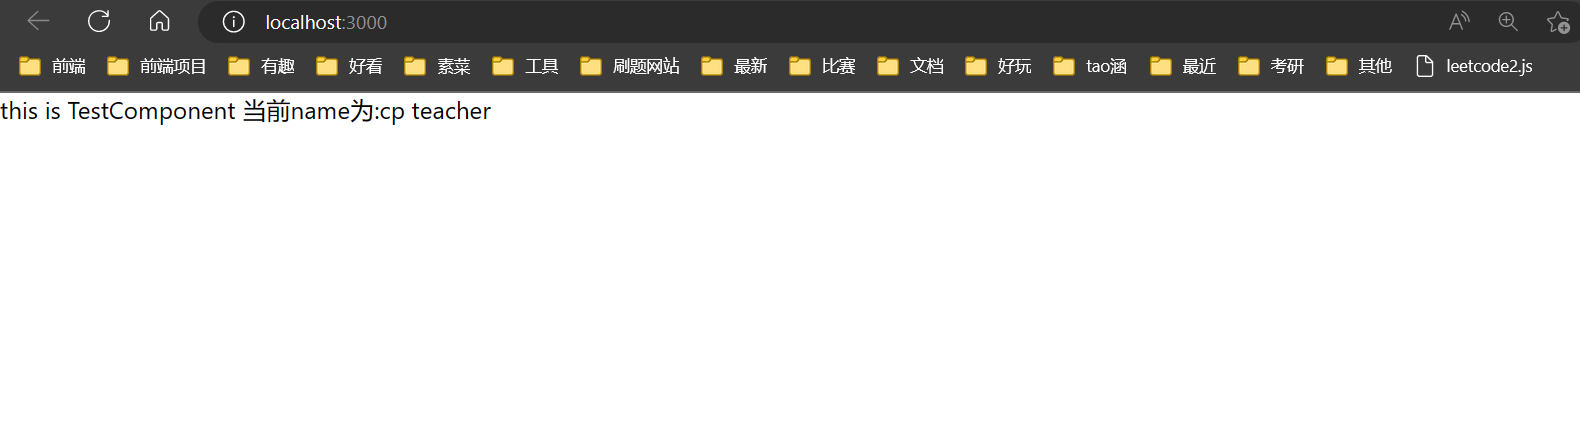 localhost:3000
前端 前端项目 有趣 好看 素菜 工具 刷题网站 最新 比赛 文档 好玩 tao涵 最近 考研 其他 leetcode2.js
this is TestComponent 当前name为:cp teacher